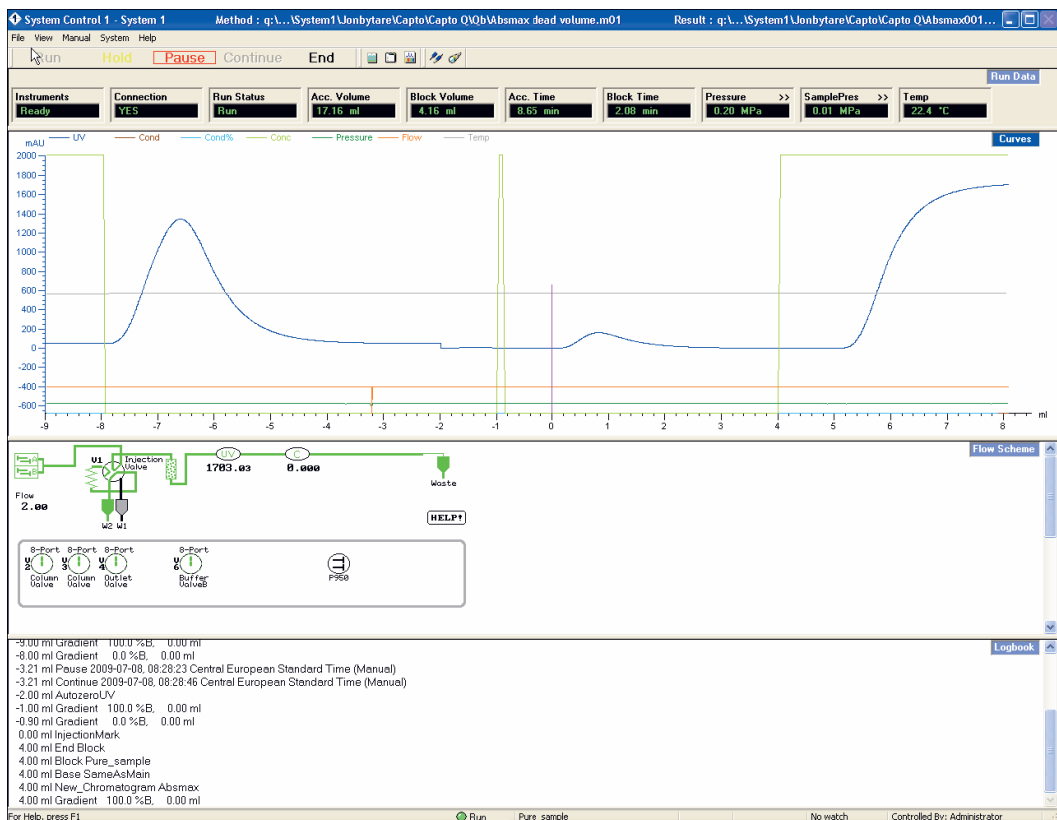 System Control 1 - System 1 Method : q:\...\System1\Jonbytare\Capto\Capto Q\Qb\Absmax dead volume.m01 Result : q:\...\System1\Jonbytare\Capto\Capto Q\Absmax001...
File View Manual System Help
Run Hold Pause Continue End
Run Data
Instruments Connection Run Status Acc. Volume Block Volume Acc. Time Block Time Pressure >> SamplePres >> Temp
Ready YES Run 17.16 ml 4.16 ml 8.65 min 2.08 min 0.20 MPa 0.01 MPa 22.4 °C
UV Cond Cond% Conc Pressure Flow Temp
Curves
mAU
2000
1800
1600
1400
1200
1000
800
600
400
200
0
-200
-400
-600
-9 -8 -7 -6 -5 -4 -3 -2 -1 0 1 2 3 4 5 6 7 8 ml
Flow Scheme
A
B
V1 Injection Valve
UV C
1703.03 0.000
Waste
Flow
2.00
W2 W1
HELP!
8-Port 8-Port 8-Port 8-Port
V2 V3 V4 V6
Column Valve Column Valve Outlet Valve Buffer ValveB P950
Logbook
-9.00 ml Gradient 100.0 %B, 0.00 ml
-8.00 ml Gradient 0.0 %B, 0.00 ml
-3.21 ml Pause 2009-07-08, 08:28:23 Central European Standard Time (Manual)
-3.21 ml Continue 2009-07-08, 08:28:46 Central European Standard Time (Manual)
-2.00 ml AutozeroUV
-1.00 ml Gradient 100.0 %B, 0.00 ml
-0.90 ml Gradient 0.0 %B, 0.00 ml
0.00 ml InjectionMark
4.00 ml End Block
4.00 ml Block Pure_sample
4.00 ml Base SameAsMain
4.00 ml New_Chromatogram Absmax
4.00 ml Gradient 100.0 %B, 0.00 ml
For Help, press F1 Run Pure_sample No watch Controlled By: Administrator